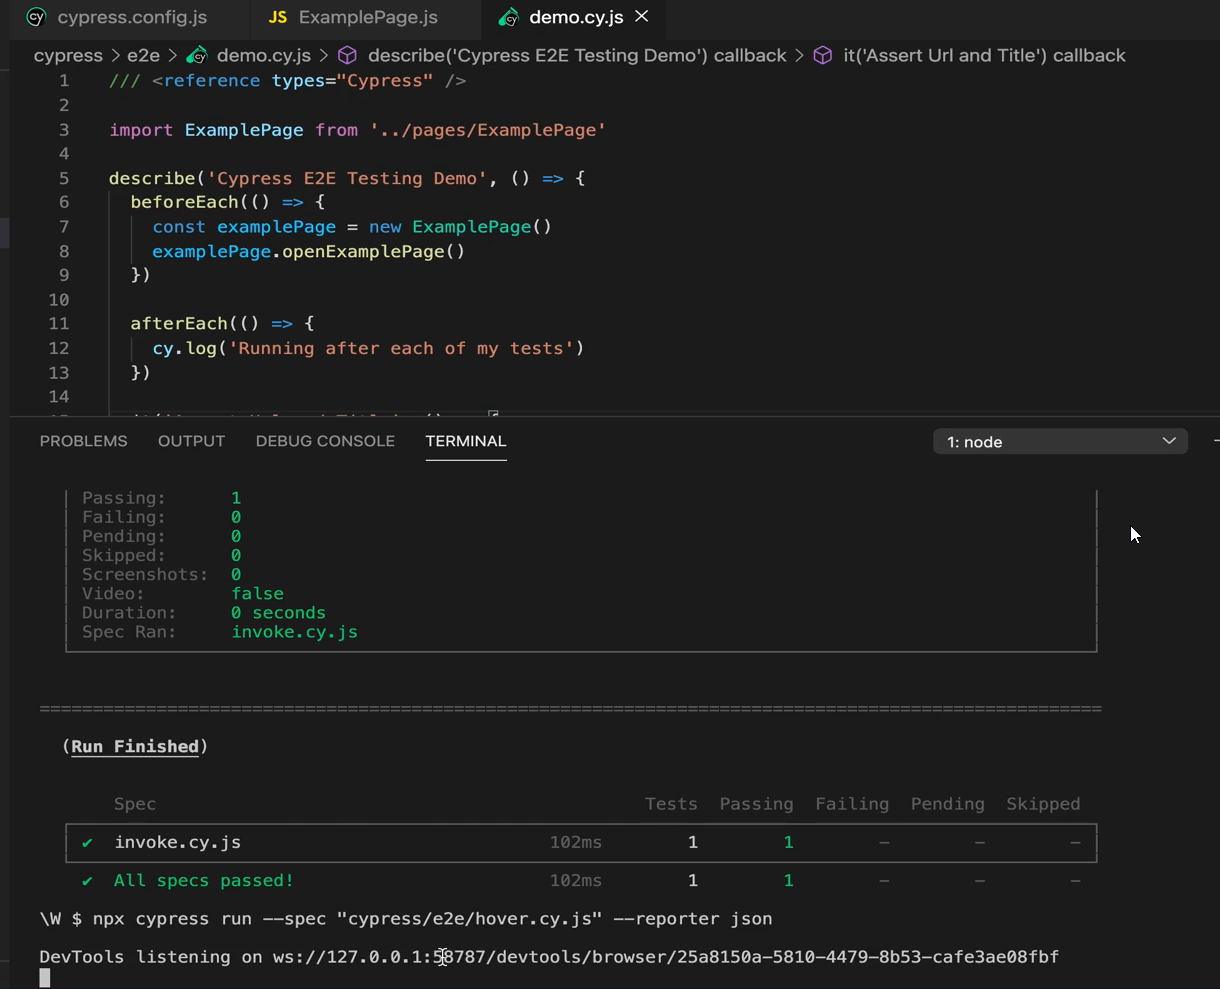 cypress.config.js JS ExamplePage.js demo.cy.js
cypress > e2e > demo.cy.js > describe('Cypress E2E Testing Demo') callback > it('Assert Url and Title') callback
1 /// <reference types="Cypress" />
2
3 import ExamplePage from '../pages/ExamplePage'
4
5 describe('Cypress E2E Testing Demo', () => {
6 beforeEach(() => {
7 const examplePage = new ExamplePage()
8 examplePage.openExamplePage()
9 })
10
11 afterEach(() => {
12 cy.log('Running after each of my tests')
13 })
14
PROBLEMS OUTPUT DEBUG CONSOLE TERMINAL 1: node
Passing: 1
Failing: 0
Pending: 0
Skipped: 0
Screenshots: 0
Video: false
Duration: 0 seconds
Spec Ran: invoke.cy.js
====================================================================================================
(Run Finished)
Spec Tests Passing Failing Pending Skipped
✔ invoke.cy.js 102ms 1 1 – – –
✔ All specs passed! 102ms 1 1 – – –
\W $ npx cypress run --spec "cypress/e2e/hover.cy.js" --reporter json
DevTools listening on ws://127.0.0.1:58787/devtools/browser/25a8150a-5810-4479-8b53-cafe3ae08fbf